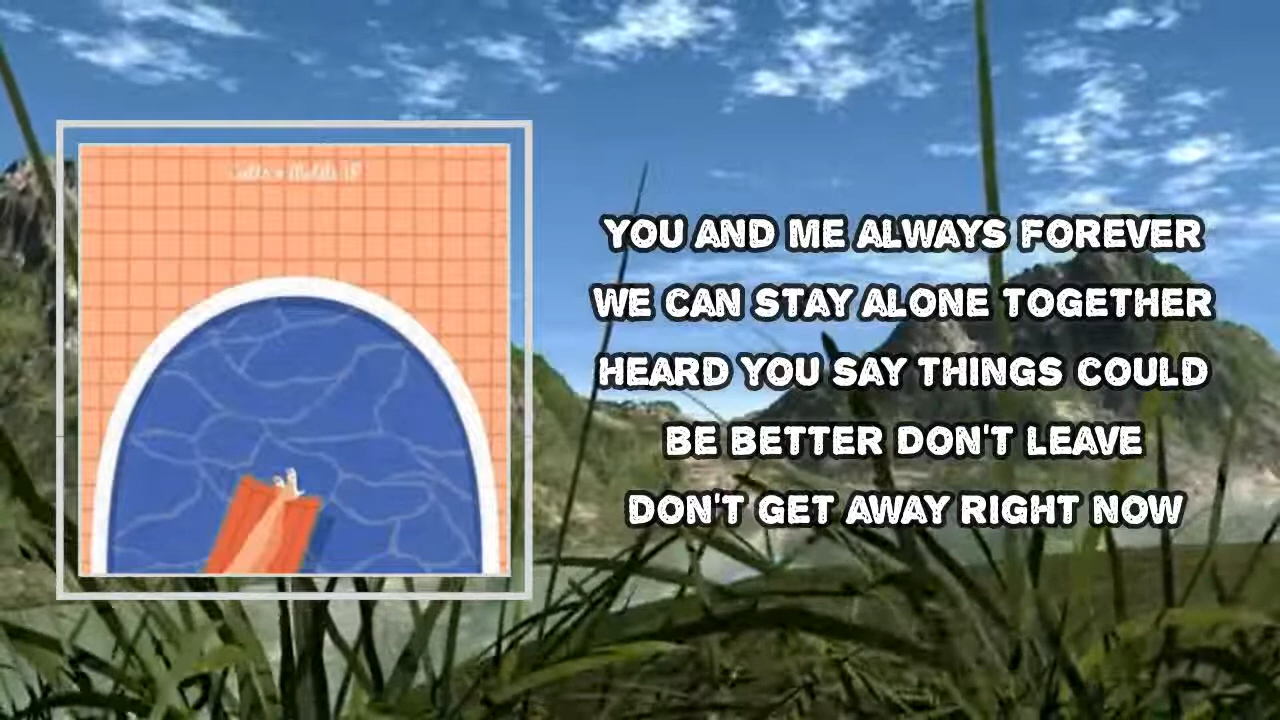 YOU AND ME ALWAYS FOREVER
WE CAN STAY ALONE TOGETHER
HEARD YOU SAY THINGS COULD
BE BETTER DON'T LEAVE
DON'T GET AWAY RIGHT NOW